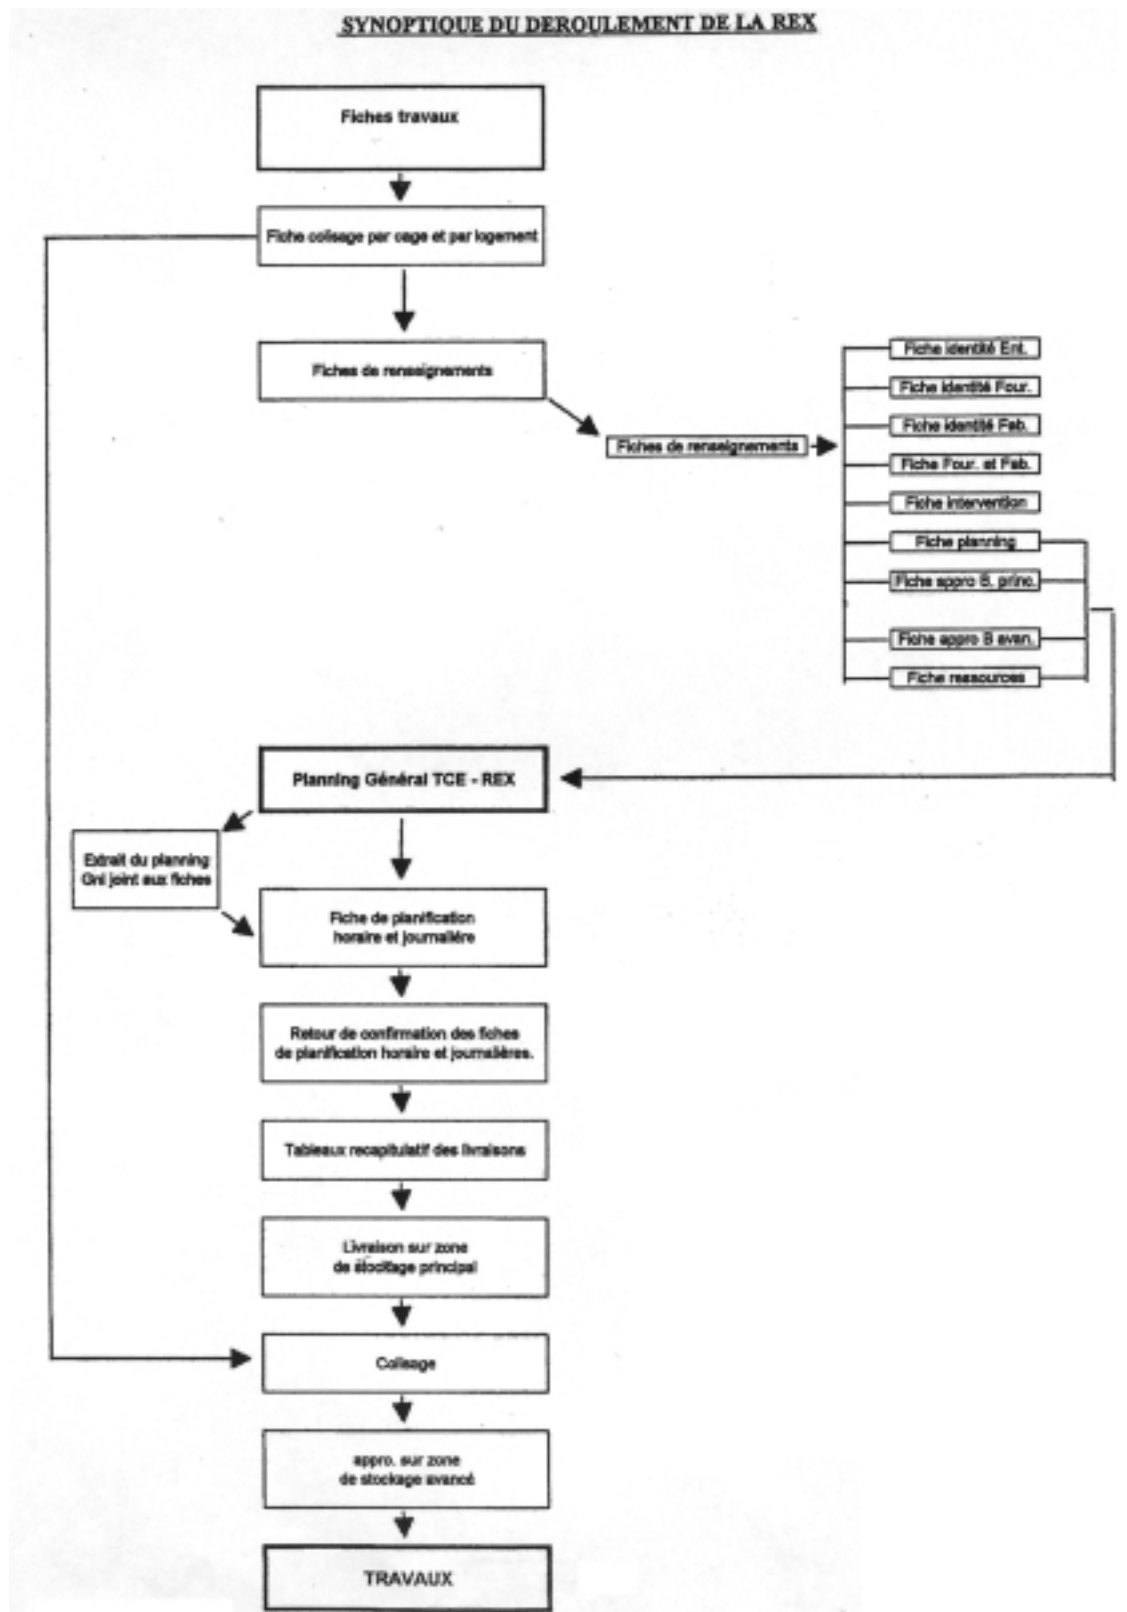 SYNOPTIQUE DU DEROULEMENT DE LA REX
Fiches travaux
Fiche colisage par cage et par logement
Fiches de renseignements
Fiches de renseignements
Fiche identité Ent.
Fiche identité Four.
Fiche identité Fab.
Fiche Four. et Fab.
Fiche intervention
Fiche planning
Fiche appro B. princ.
Fiche appro B avan.
Fiche ressources
Planning Général TCE - REX
Extrait du planning
Gnl joint aux fiches
Fiche de planification
horaire et journalière
Retour de confirmation des fiches
de planification horaire et journalières.
Tableaux recapitulatif des livraisons
Livraison sur zone
de stockage principal
Colisage
appro. sur zone
de stockage avancé
TRAVAUX